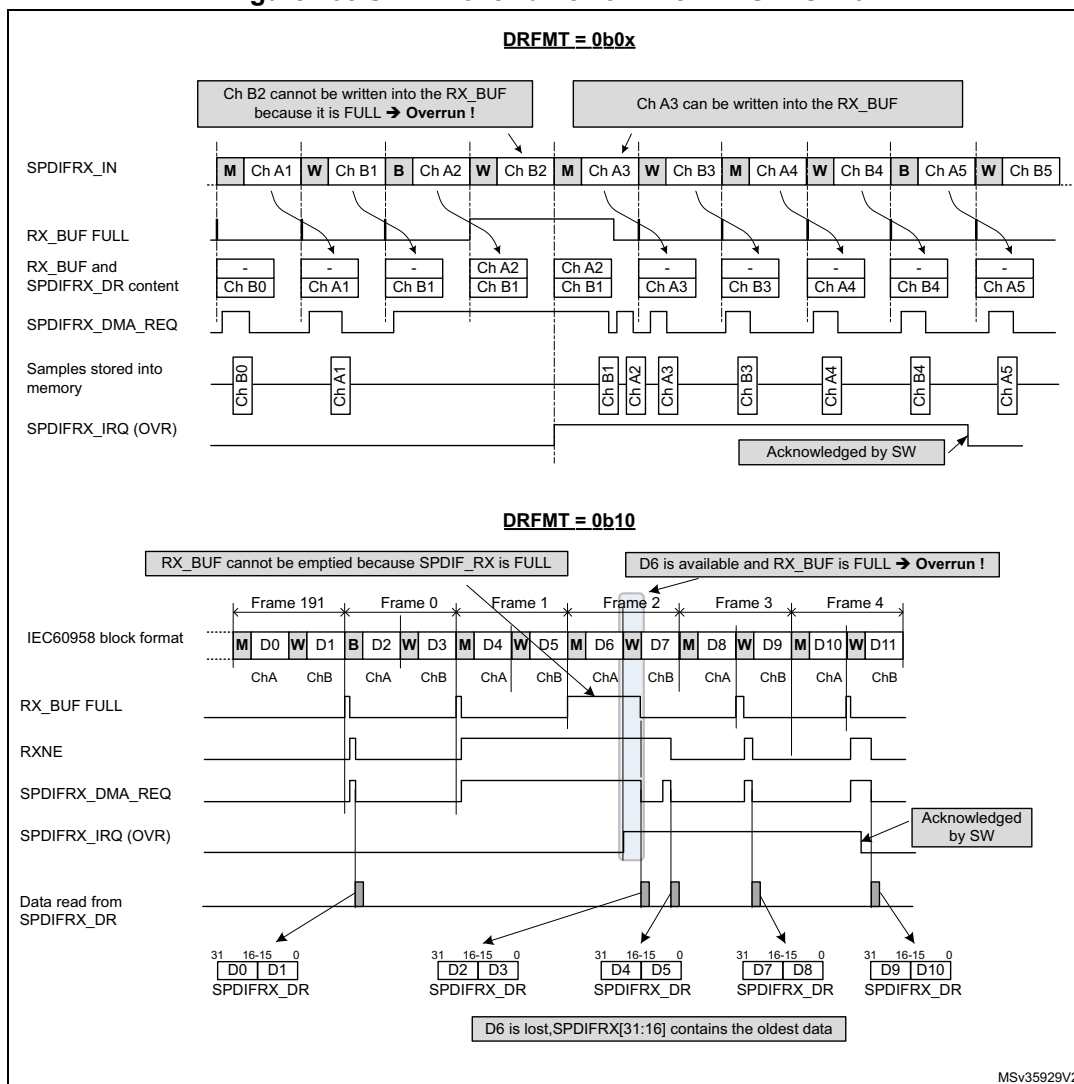 DRFMT = 0b0x
Ch B2 cannot be written into the RX_BUF
because it is FULL ➔ Overrun !
Ch A3 can be written into the RX_BUF
SPDIFRX_IN
M Ch A1 W Ch B1 B Ch A2 W Ch B2 M Ch A3 W Ch B3 M Ch A4 W Ch B4 B Ch A5 W Ch B5
RX_BUF FULL
RX_BUF and
SPDIFRX_DR content
- - - Ch A2 Ch A2 - - - - -
Ch B0 Ch A1 Ch B1 Ch B1 Ch B1 Ch A3 Ch B3 Ch A4 Ch B4 Ch A5
SPDIFRX_DMA_REQ
Samples stored into
memory
Ch B0 Ch A1 Ch B1 Ch A2 Ch A3 Ch B3 Ch A4 Ch B4 Ch A5
SPDIFRX_IRQ (OVR)
Acknowledged by SW
DRFMT = 0b10
RX_BUF cannot be emptied because SPDIF_RX is FULL
D6 is available and RX_BUF is FULL ➔ Overrun !
Frame 191 Frame 0 Frame 1 Frame 2 Frame 3 Frame 4
IEC60958 block format
M D0 W D1 B D2 W D3 M D4 W D5 M D6 W D7 M D8 W D9 M D10 W D11
ChA ChB ChA ChB ChA ChB ChA ChB ChA ChB ChA ChB
RX_BUF FULL
RXNE
SPDIFRX_DMA_REQ
SPDIFRX_IRQ (OVR)
Acknowledged
by SW
Data read from
SPDIFRX_DR
31 16-15 0 31 16-15 0 31 16-15 0 31 16-15 0 31 16-15 0
D0 D1 D2 D3 D4 D5 D7 D8 D9 D10
SPDIFRX_DR SPDIFRX_DR SPDIFRX_DR SPDIFRX_DR SPDIFRX_DR
D6 is lost,SPDIFRX[31:16] contains the oldest data
MSv35929V2